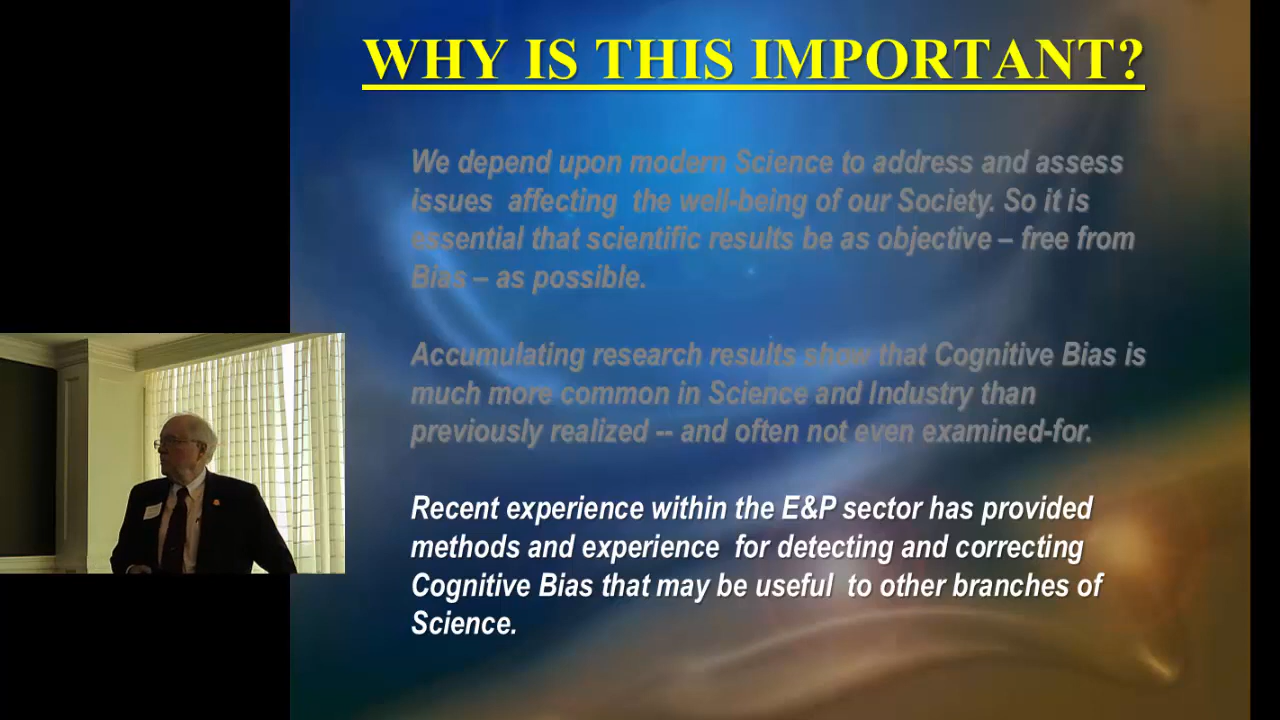 WHY IS THIS IMPORTANT?
We depend upon modern Science to address and assess
issues affecting the well-being of our Society. So it is
essential that scientific results be as objective – free from
Bias – as possible.
Accumulating research results show that Cognitive Bias is
much more common in Science and Industry than
previously realized -- and often not even examined-for.
Recent experience within the E&P sector has provided
methods and experience for detecting and correcting
Cognitive Bias that may be useful to other branches of
Science.